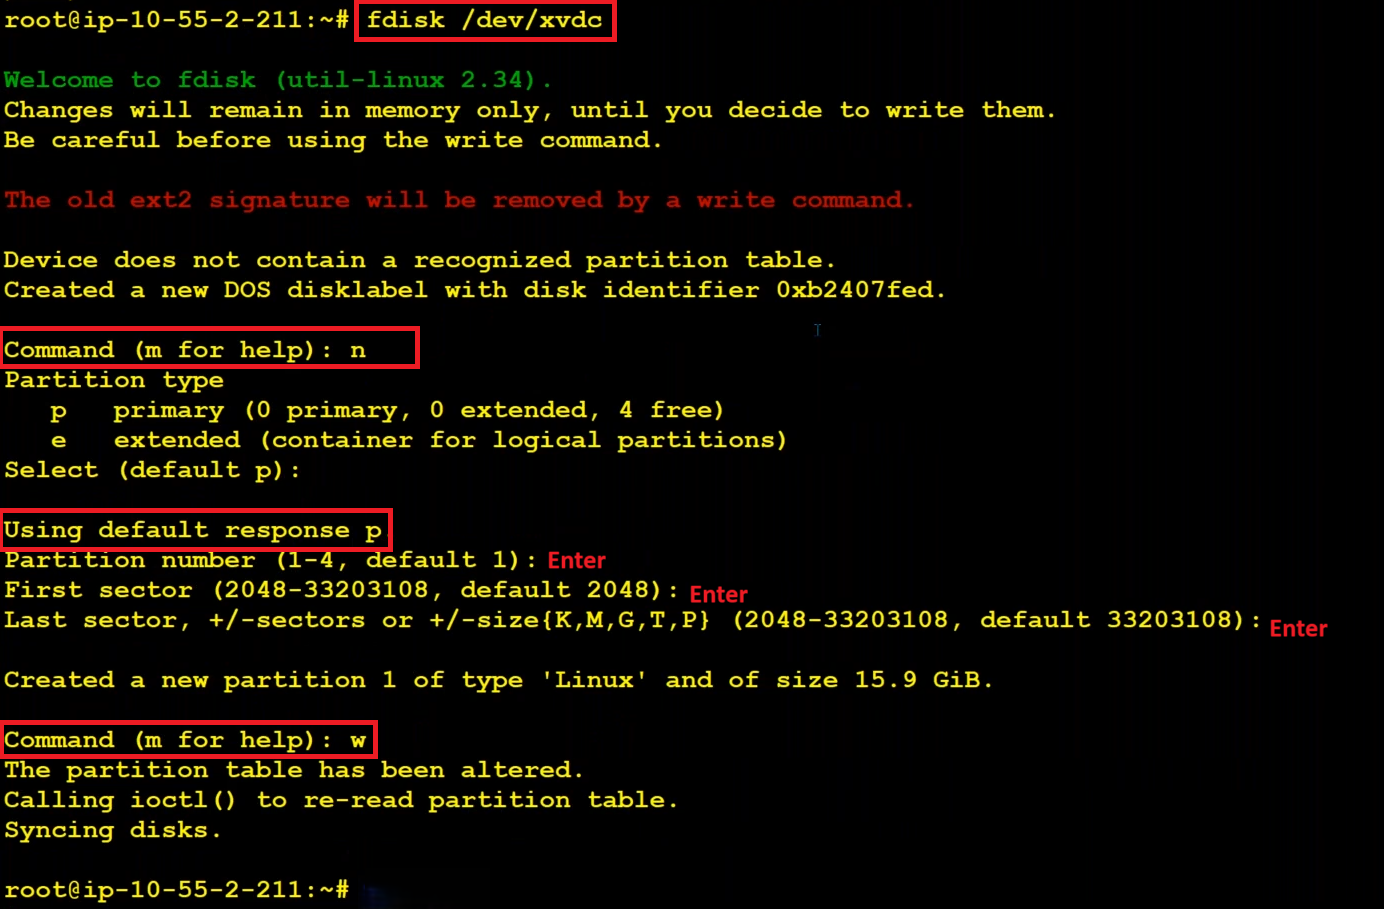 root@ip-10-55-2-211:~# fdisk /dev/xvdc
Welcome to fdisk (util-linux 2.34).
Changes will remain in memory only, until you decide to write them.
Be careful before using the write command.
The old ext2 signature will be removed by a write command.
Device does not contain a recognized partition table.
Created a new DOS disklabel with disk identifier 0xb2407fed.
Command (m for help): n
Partition type
p primary (0 primary, 0 extended, 4 free)
e extended (container for logical partitions)
Select (default p):
Using default response p
Partition number (1-4, default 1): Enter
First sector (2048-33203108, default 2048): Enter
Last sector, +/-sectors or +/-size{K,M,G,T,P} (2048-33203108, default 33203108): Enter
Created a new partition 1 of type 'Linux' and of size 15.9 GiB.
Command (m for help): w
The partition table has been altered.
Calling ioctl() to re-read partition table.
Syncing disks.
root@ip-10-55-2-211:~#